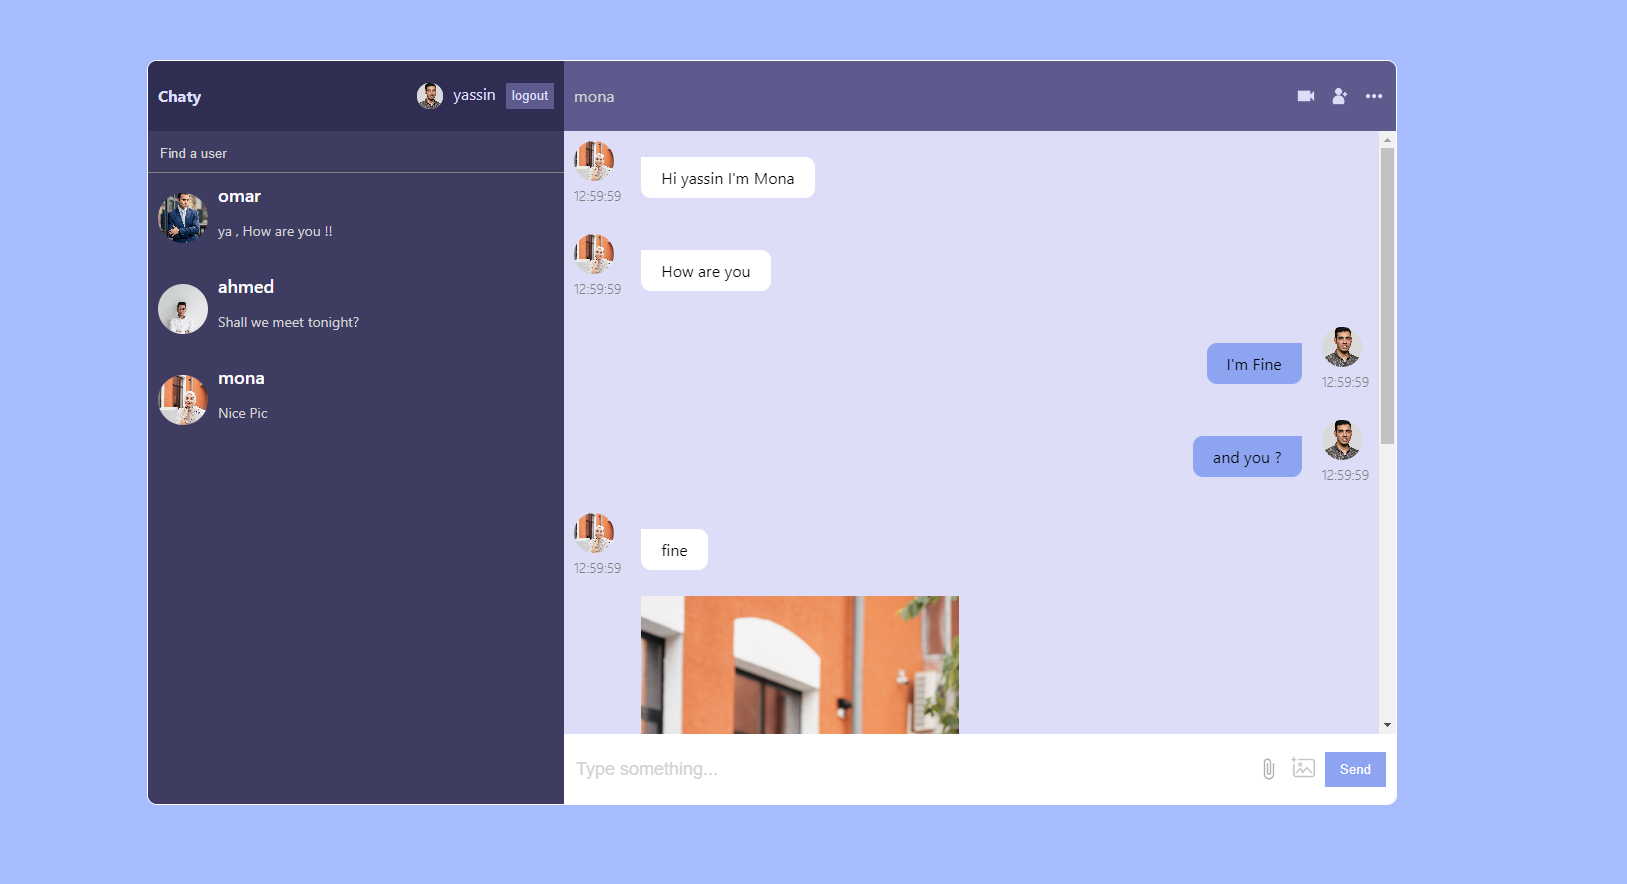 Chaty
yassin
logout
Find a user
omar
ya , How are you !!
ahmed
Shall we meet tonight?
mona
Nice Pic
mona
Hi yassin I'm Mona
12:59:59
How are you
12:59:59
I'm Fine
12:59:59
and you ?
12:59:59
fine
12:59:59
Type something...
Send